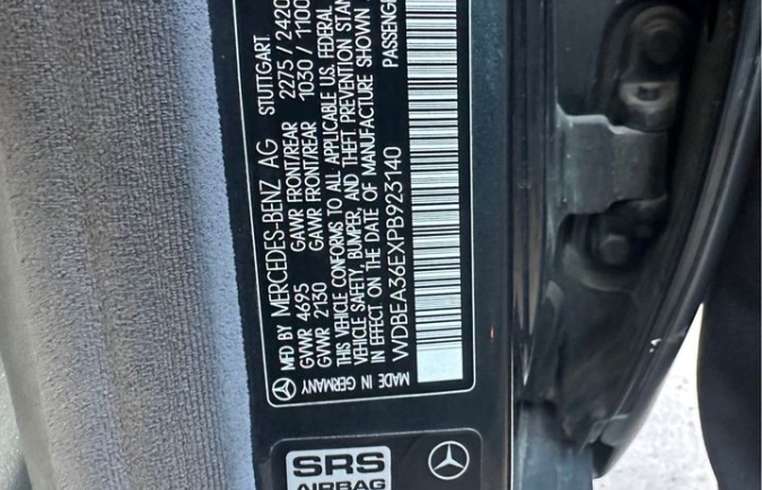 MFD BY MERCEDES-BENZ AG STUTTGART
GVWR 4695 GAWR FRONT/REAR 2275 / 2420
GVWR 2130 GAWR FRONT/REAR 1030 / 1100
THIS VEHICLE CONFORMS TO ALL APPLICABLE U.S. FEDERAL
VEHICLE SAFETY, BUMPER, AND THEFT PREVENTION STAN
IN EFFECT ON THE DATE OF MANUFACTURE SHOWN
WDBEA36EXPB923140 PASSENGE
MADE IN GERMANY
SRS
AIRBAG